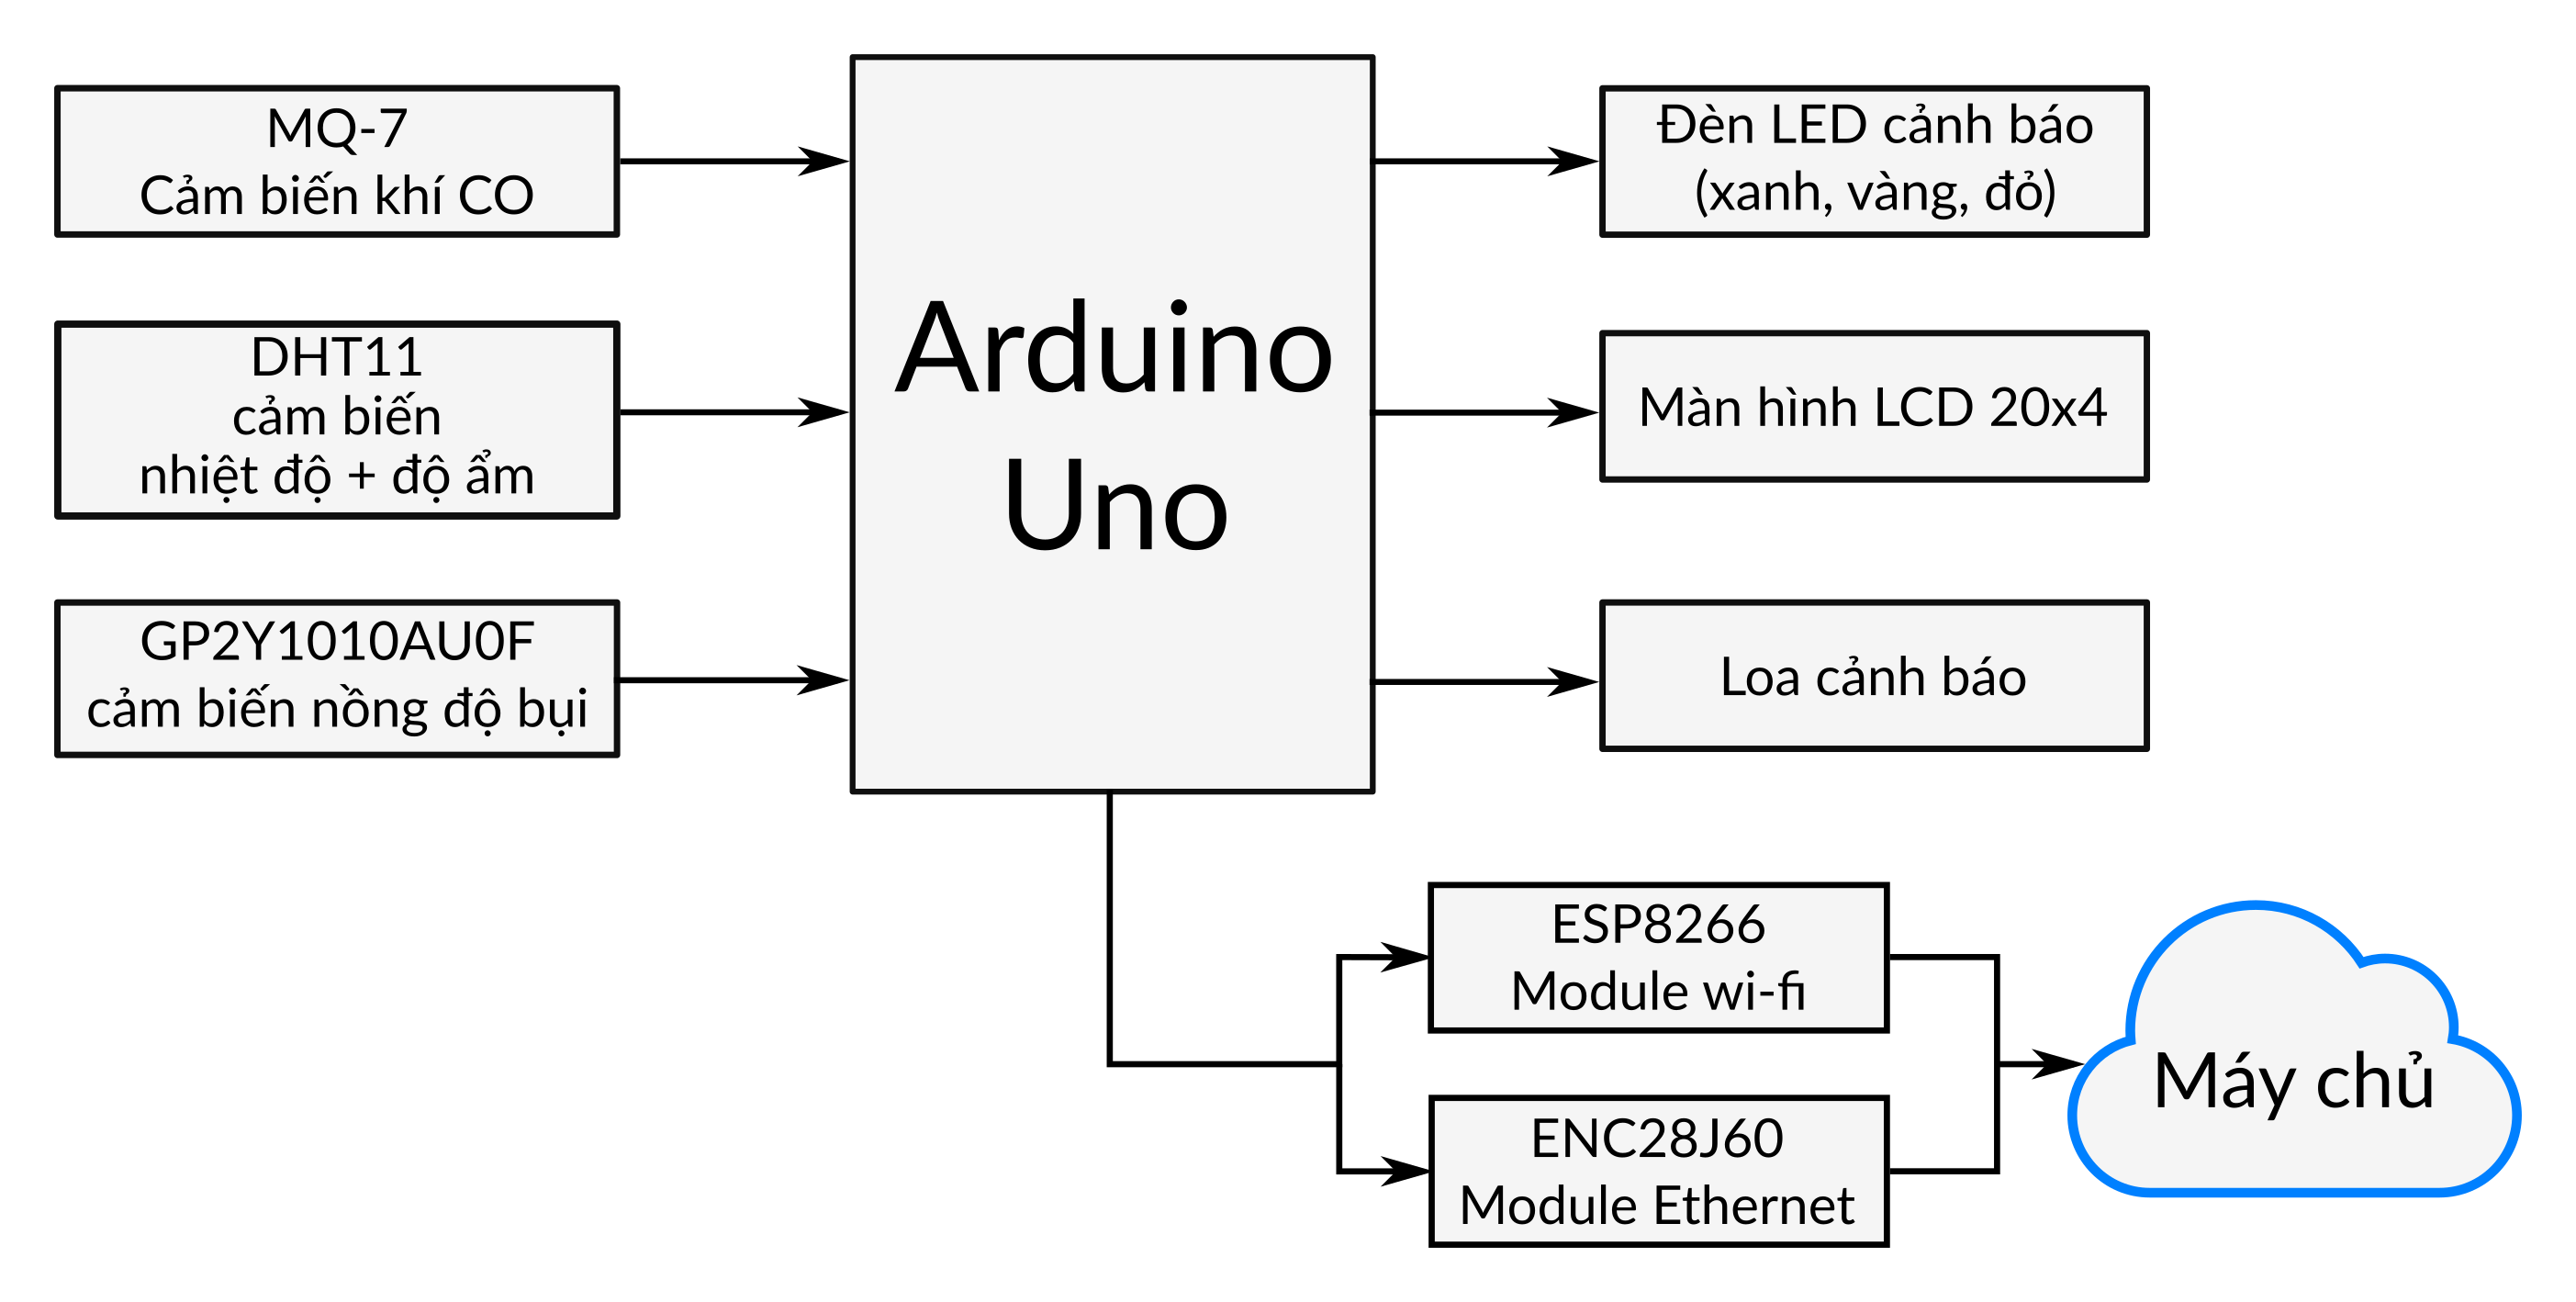 MQ-7
Cảm biến khí CO
DHT11
cảm biến
nhiệt độ + độ ẩm
GP2Y1010AU0F
cảm biến nồng độ bụi
Arduino
Uno
Đèn LED cảnh báo
(xanh, vàng, đỏ)
Màn hình LCD 20x4
Loa cảnh báo
ESP8266
Module wi-fi
ENC28J60
Module Ethernet
Máy chủ